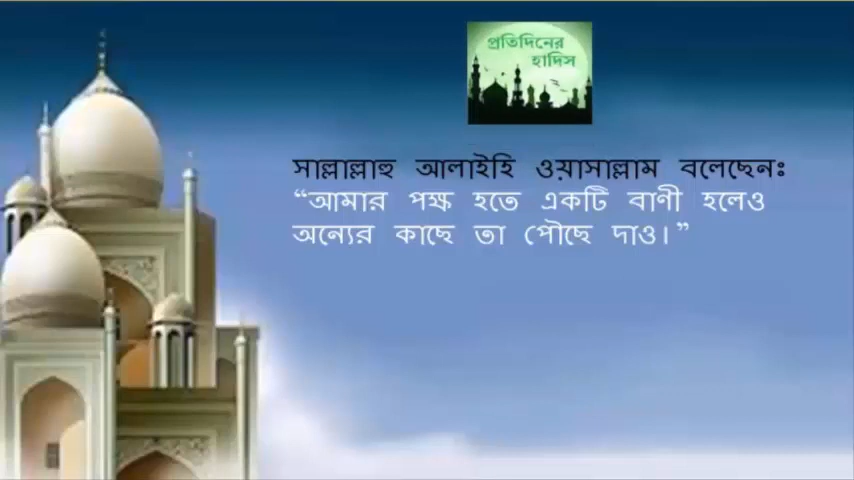 প্রতিদিনের
হাদিস
সাল্লাল্লাহু আলাইহি ওয়াসাল্লাম বলেছেনঃ
“আমার পক্ষ হতে একটি বাণী হলেও
অন্যের কাছে তা পৌছে দাও।”